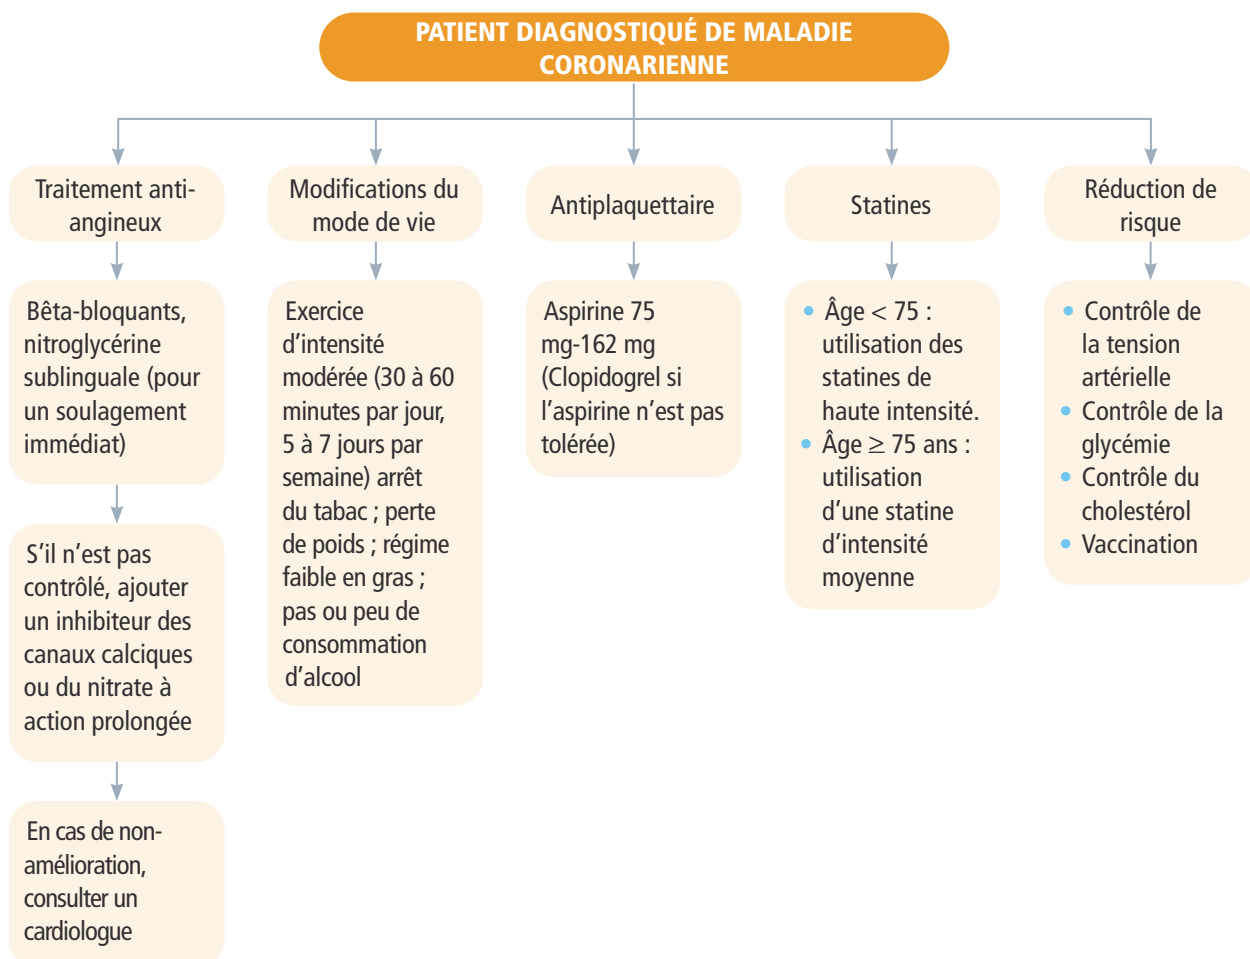 PATIENT DIAGNOSTIQUÉ DE MALADIE
CORONARIENNE
Traitement anti-
angineux
Bêta-bloquants,
nitroglycérine
sublinguale (pour
un soulagement
immédiat)
S'il n'est pas
contrôlé, ajouter
un inhibiteur des
canaux calciques
ou du nitrate à
action prolongée
En cas de non-
amélioration,
consulter un
cardiologue
Modifications du
mode de vie
Exercice
d'intensité
modérée (30 à 60
minutes par jour,
5 à 7 jours par
semaine) arrêt
du tabac ; perte
de poids ; régime
faible en gras ;
pas ou peu de
consommation
d'alcool
Antiplaquettaire
Aspirine 75
mg-162 mg
(Clopidogrel si
l'aspirine n'est pas
tolérée)
Statines
• Âge < 75 :
utilisation des
statines de
haute intensité.
• Âge ≥ 75 ans :
utilisation
d'une statine
d'intensité
moyenne
Réduction de
risque
• Contrôle de
la tension
artérielle
• Contrôle de la
glycémie
• Contrôle du
cholestérol
• Vaccination